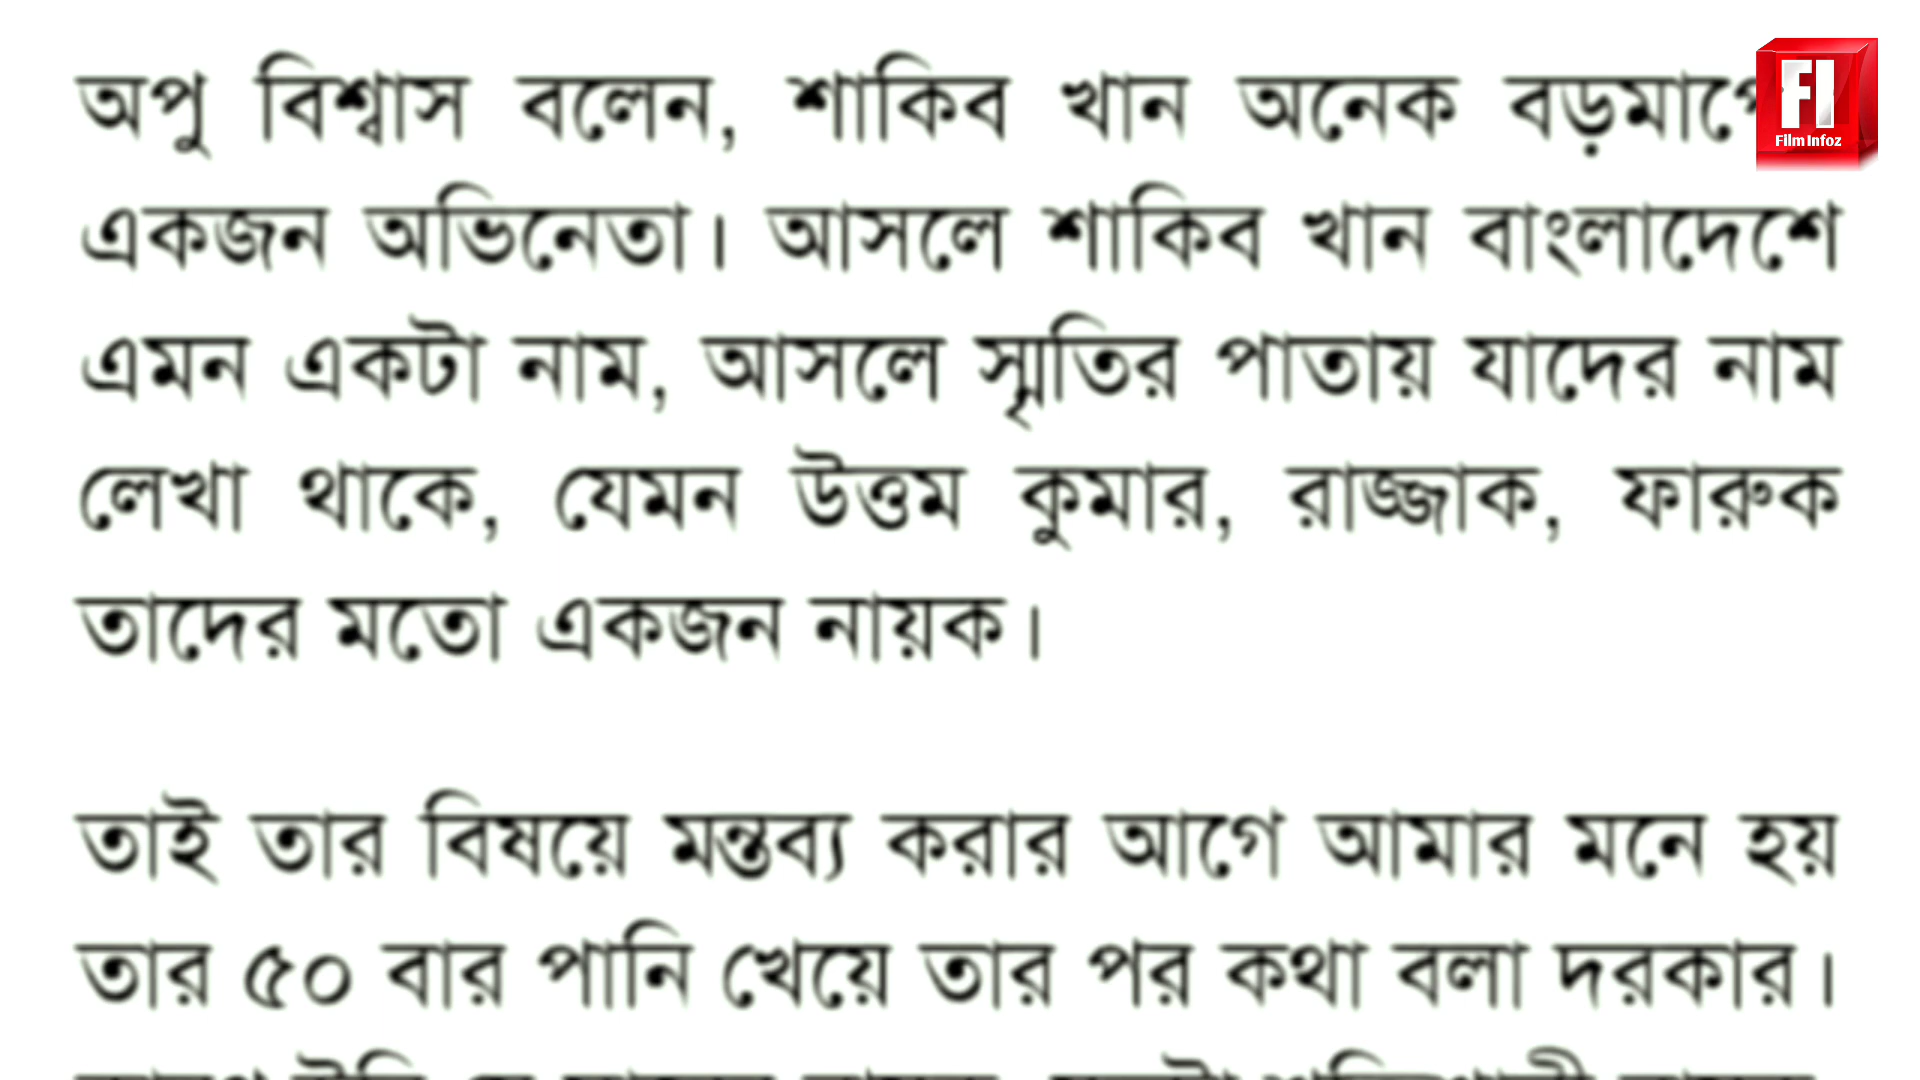 অপু বিশ্বাস বলেন, শাকিব খান অনেক
FI
Film Infoz
একজন অভিনেতা। আসলে শাকিব খান বাংলাদেশে
এমন একটা নাম, আসলে স্মৃতির পাতায় যাদের নাম
লেখা থাকে, যেমন উত্তম কুমার, রাজ্জাক, ফারুক
তাদের মতো একজন নায়ক।
তাই তার বিষয়ে মন্তব্য করার আগে আমার মনে হয়
তার ৫০ বার পানি খেয়ে তার পর কথা বলা দরকার।